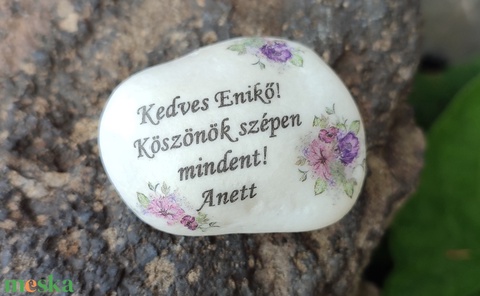 Kedves Enikő!
Köszönök szépen
mindent!
Anett
meska